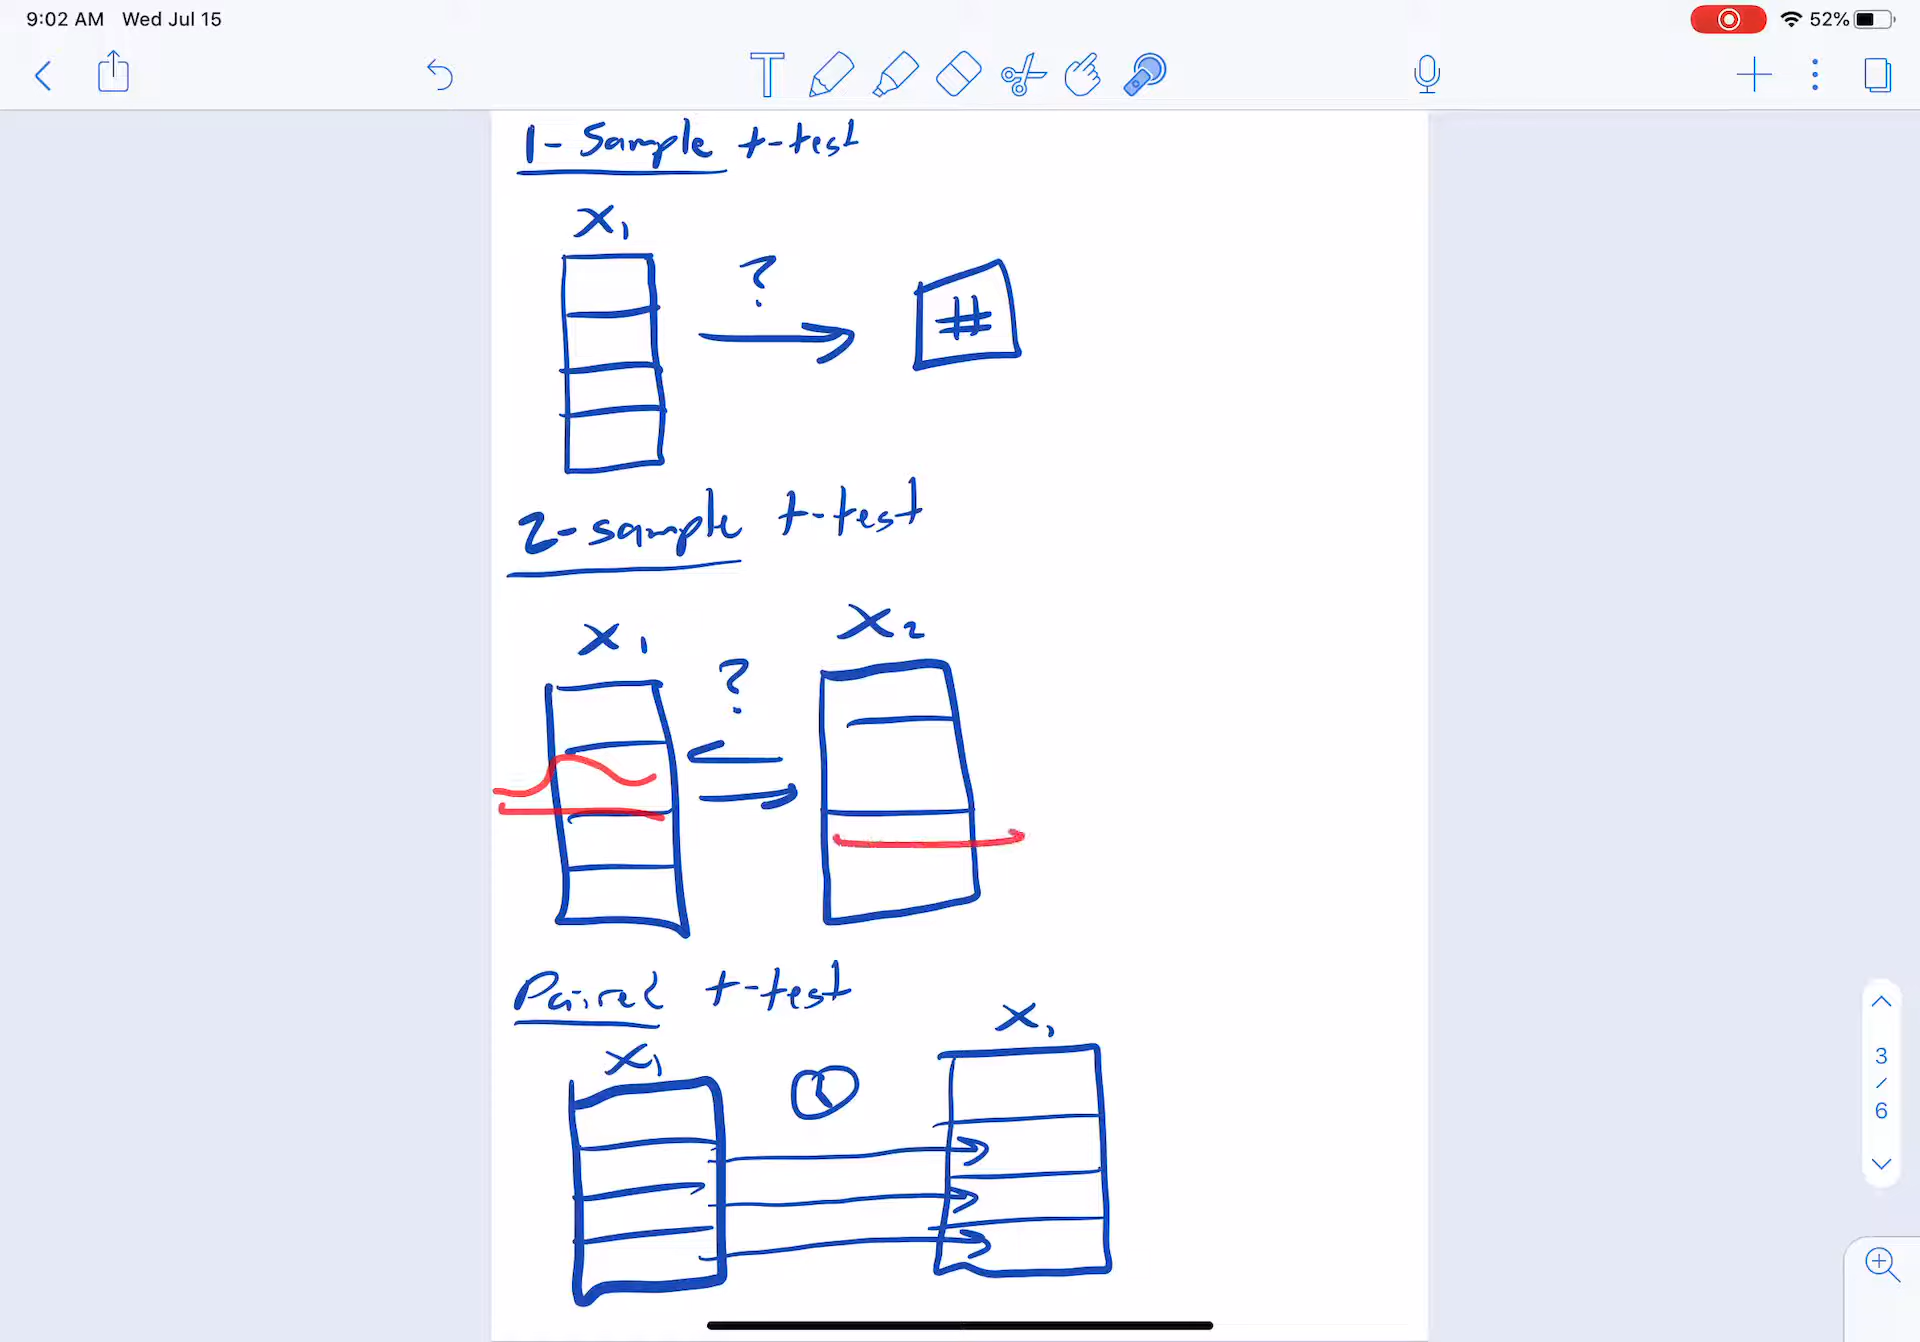 9:02 AM Wed Jul 15
52%
T
1- Sample t-test
X1
?
#
2-sample t-test
X1
X2
?
Paired t-test
X1
X1
3
/
6